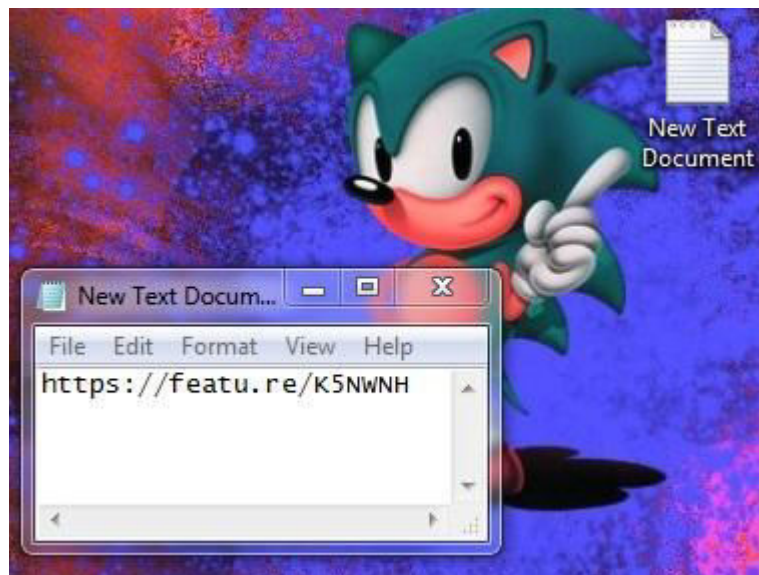 New Text
Document
New Text Docum...
File Edit Format View Help
https://featu.re/K5NWNH